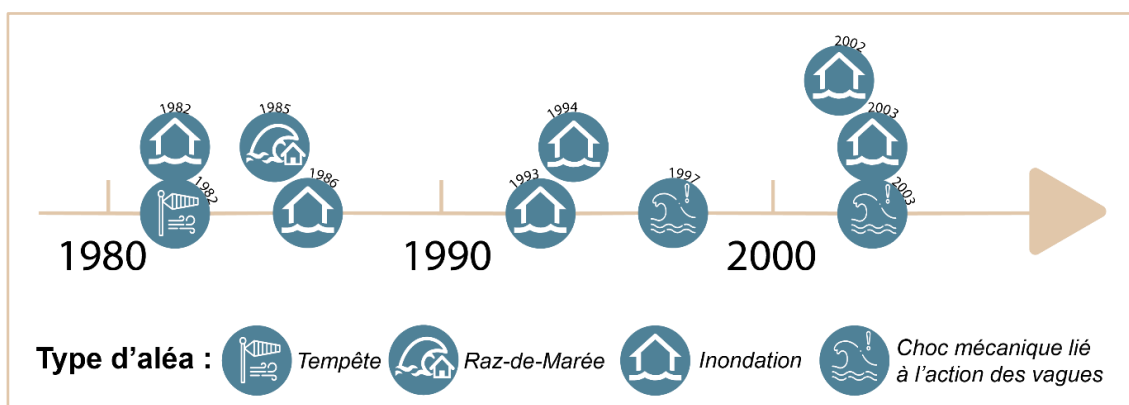 2002
1982
1985
1994
2003
1982
1986
1993
1997
2003
1980
1990
2000
Type d'aléa :
Tempête
Raz-de-Marée
Inondation
Choc mécanique lié
à l'action des vagues